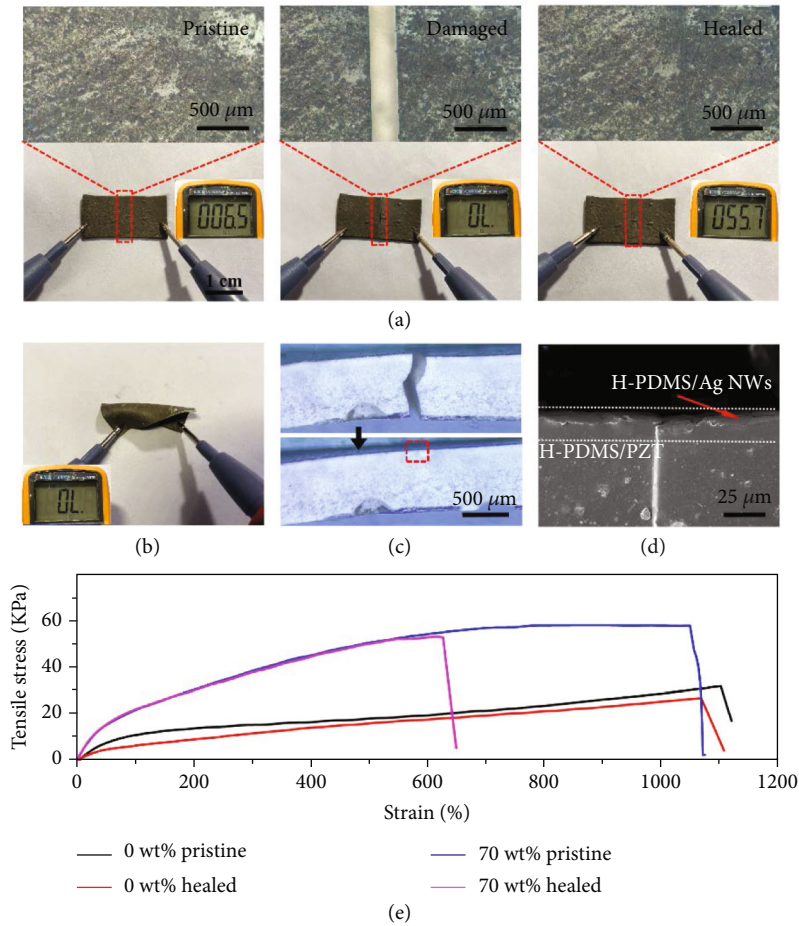 Pristine
Damaged
Healed
500 μm
500 μm
500 μm
006.5
0L.
055.7
1 cm
(a)
H-PDMS/Ag NWs
H-PDMS/PZT
0L.
500 μm
25 μm
(b)
(c)
(d)
Tensile stress (KPa)
60
40
20
0
0
200
400
600
800
1000
1200
Strain (%)
0 wt% pristine
70 wt% pristine
0 wt% healed
70 wt% healed
(e)